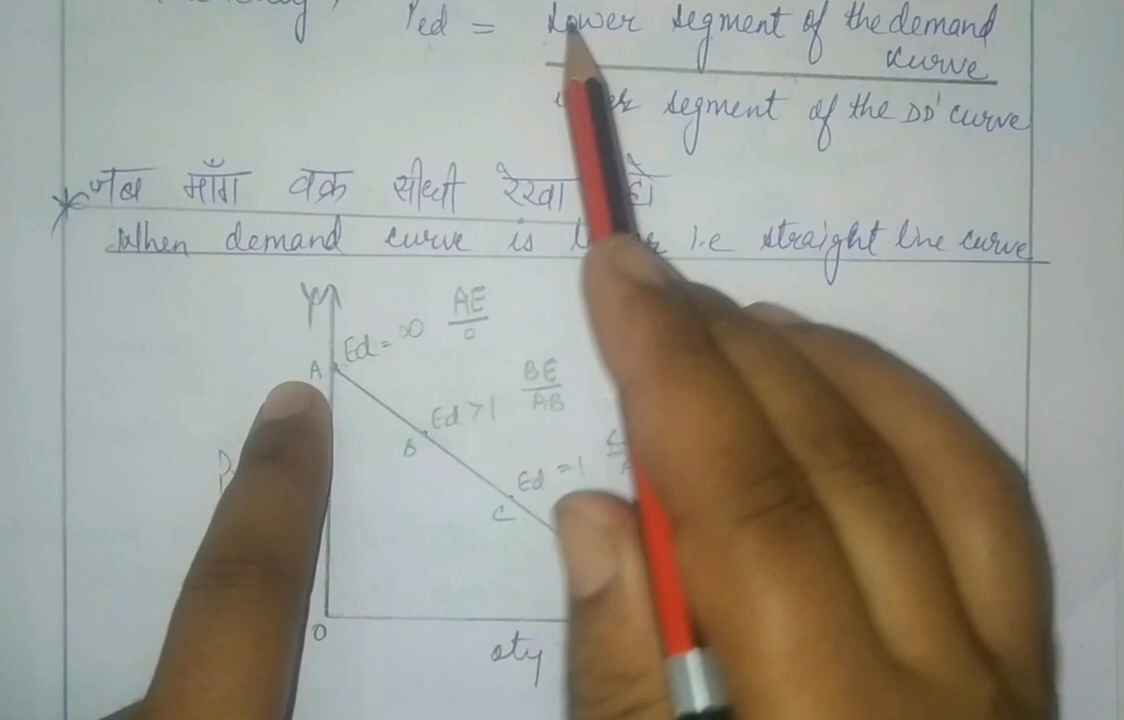 Ped = Lower segment of the demand
curve
segment of the DD' curve
जब माँग वक्र सीधी रेखा हो
When demand curve is i.e straight line curve
Y
Ed = ∞ AE/0
A
Ed > 1 BE/AB
B
Ed = 1
C
O
Qty